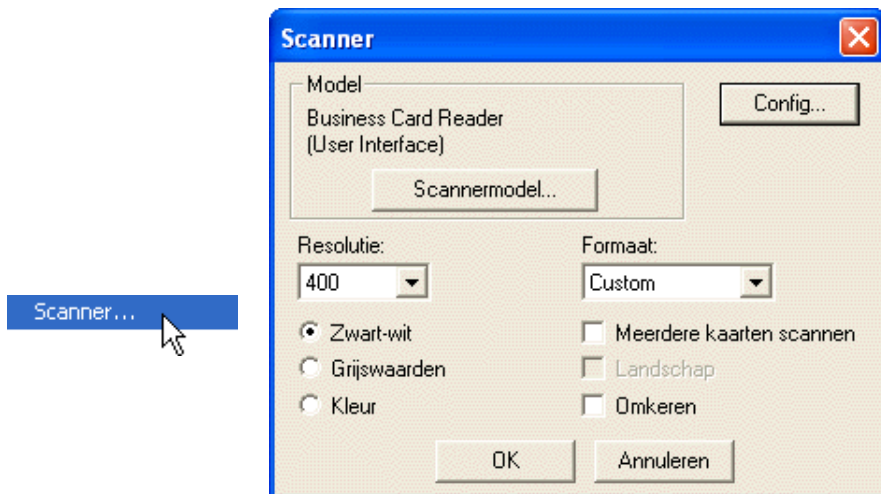 Scanner...
Scanner
Model
Business Card Reader
(User Interface)
Scannermodel...
Config...
Resolutie:
Formaat:
400
Custom
Zwart-wit
Meerdere kaarten scannen
Grijswaarden
Landschap
Kleur
Omkeren
OK
Annuleren